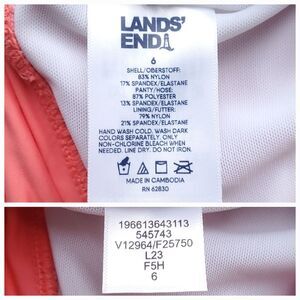 LANDS'
END
6
SHELL/OBERSTOFF:
83% NYLON
17% SPANDEX/ELASTANE
PANTY/HOSE:
87% POLYESTER
13% SPANDEX/ELASTANE
LINING/FUTTER:
79% NYLON
21% SPANDEX/ELASTANE
HAND WASH COLD. WASH DARK
COLORS SEPARATELY. ONLY
NON-CHLORINE BLEACH WHEN
NEEDED. LINE DRY. DO NOT IRON.
MADE IN CAMBODIA
RN 62830
196613643113
545743
V12964/F25750
L23
F5H
6